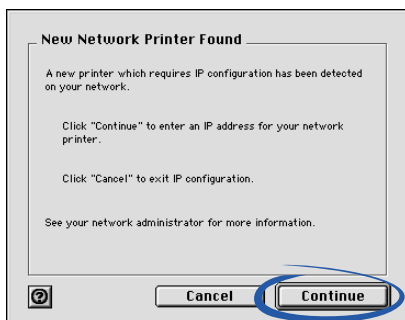 New Network Printer Found
A new printer which requires IP configuration has been detected
on your network.
Click "Continue" to enter an IP address for your network
printer.
Click "Cancel" to exit IP configuration.
See your network administrator for more information.
?
Cancel
Continue